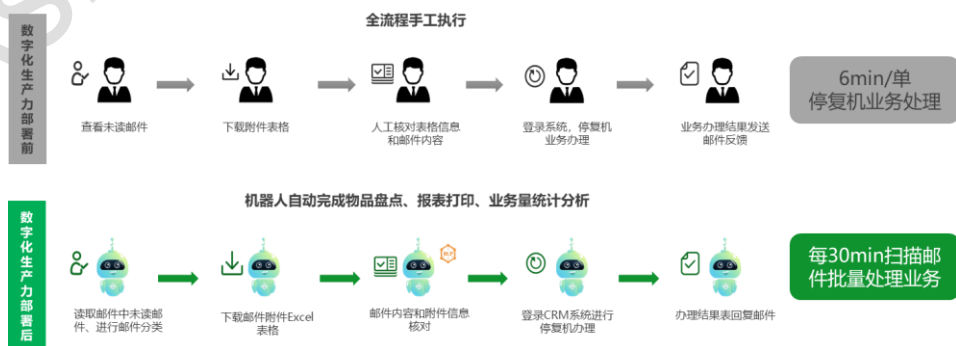 全流程手工执行
数字化生产力部署前
查看未读邮件
下载附件表格
人工核对表格信息
和邮件内容
登录系统，停复机
业务办理
业务办理结果发送
邮件反馈
6min/单
停复机业务处理
机器人自动完成物品盘点、报表打印、业务量统计分析
数字化生产力部署后
读取邮件中未读邮
件、进行邮件分类
下载邮件附件Excel
表格
邮件内容和附件信息
核对
登录CRM系统进行
停复机办理
办理结果表回复邮件
每30min扫描邮
件批量处理业务